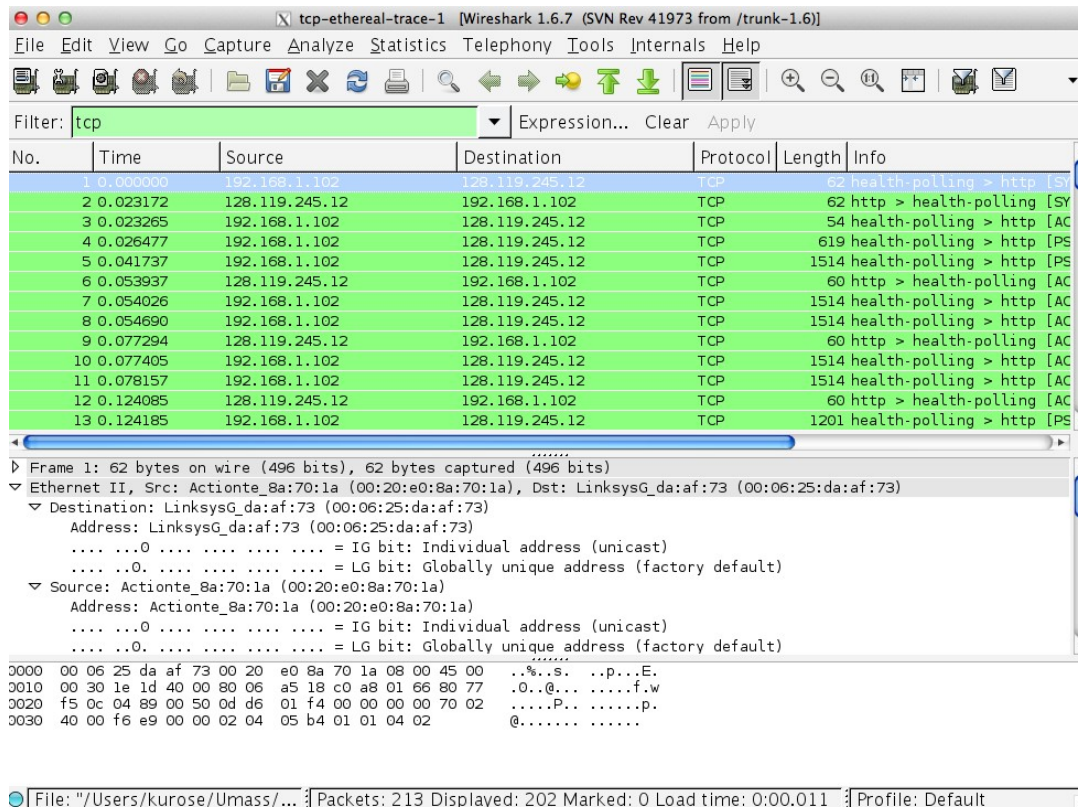 tcp-ethereal-trace-1 [Wireshark 1.6.7 (SVN Rev 41973 from /trunk-1.6)]
File Edit View Go Capture Analyze Statistics Telephony Tools Internals Help
Filter: tcp Expression... Clear Apply
No. Time Source Destination Protocol Length Info
1 0.000000 192.168.1.102 128.119.245.12 TCP 62 health-polling > http [SY
2 0.023172 128.119.245.12 192.168.1.102 TCP 62 http > health-polling [SY
3 0.023265 192.168.1.102 128.119.245.12 TCP 54 health-polling > http [AC
4 0.026477 192.168.1.102 128.119.245.12 TCP 619 health-polling > http [PS
5 0.041737 192.168.1.102 128.119.245.12 TCP 1514 health-polling > http [PS
6 0.053937 128.119.245.12 192.168.1.102 TCP 60 http > health-polling [AC
7 0.054026 192.168.1.102 128.119.245.12 TCP 1514 health-polling > http [AC
8 0.054690 192.168.1.102 128.119.245.12 TCP 1514 health-polling > http [AC
9 0.077294 128.119.245.12 192.168.1.102 TCP 60 http > health-polling [AC
10 0.077405 192.168.1.102 128.119.245.12 TCP 1514 health-polling > http [AC
11 0.078157 192.168.1.102 128.119.245.12 TCP 1514 health-polling > http [AC
12 0.124085 128.119.245.12 192.168.1.102 TCP 60 http > health-polling [AC
13 0.124185 192.168.1.102 128.119.245.12 TCP 1201 health-polling > http [PS
Frame 1: 62 bytes on wire (496 bits), 62 bytes captured (496 bits)
Ethernet II, Src: Actionte_8a:70:1a (00:20:e0:8a:70:1a), Dst: LinksysG_da:af:73 (00:06:25:da:af:73)
Destination: LinksysG_da:af:73 (00:06:25:da:af:73)
Address: LinksysG_da:af:73 (00:06:25:da:af:73)
.... ...0 .... .... .... .... = IG bit: Individual address (unicast)
.... ..0. .... .... .... .... = LG bit: Globally unique address (factory default)
Source: Actionte_8a:70:1a (00:20:e0:8a:70:1a)
Address: Actionte_8a:70:1a (00:20:e0:8a:70:1a)
.... ...0 .... .... .... .... = IG bit: Individual address (unicast)
.... ..0. .... .... .... .... = LG bit: Globally unique address (factory default)
0000 00 06 25 da af 73 00 20 e0 8a 70 1a 08 00 45 00 ..%..s. ..p...E.
0010 00 30 1e 1d 40 00 80 06 a5 18 c0 a8 01 66 80 77 .0..@... .....f.w
0020 f5 0c 04 89 00 50 0d d6 01 f4 00 00 00 00 70 02 .....P.. ......p.
0030 40 00 f6 e9 00 00 02 04 05 b4 01 01 04 02 @....... ......
File: "/Users/kurose/Umass/... Packets: 213 Displayed: 202 Marked: 0 Load time: 0:00.011 Profile: Default